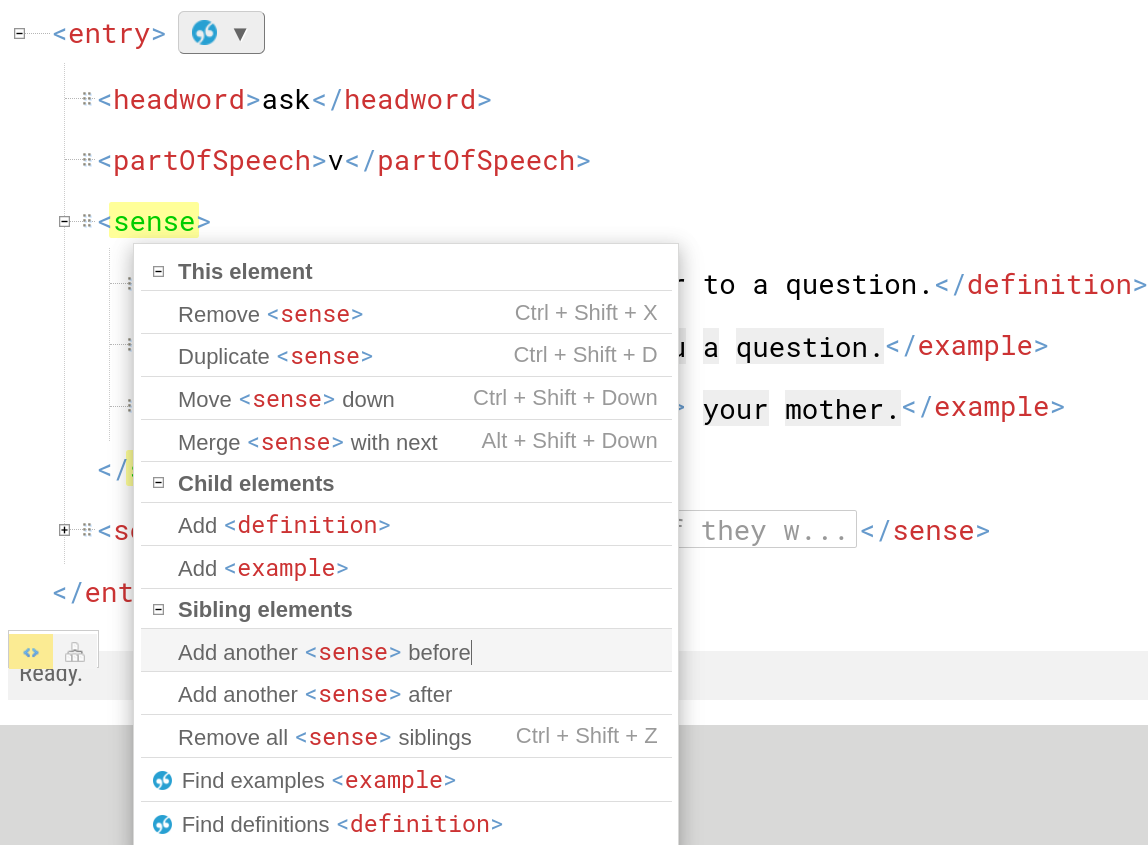 <entry> ▼
<headword>ask</headword>
<partOfSpeech>v</partOfSpeech>
<sense>
This element
to a question.</definition>
Remove <sense> Ctrl + Shift + X
a question.</example>
Duplicate <sense> Ctrl + Shift + D
Move <sense> down Ctrl + Shift + Down
your mother.</example>
Merge <sense> with next Alt + Shift + Down
</
Child elements
Add <definition>
they w...</sense>
Add <example>
Sibling elements
Add another <sense> before
Ready.
Add another <sense> after
Remove all <sense> siblings Ctrl + Shift + Z
Find examples <example>
Find definitions <definition>